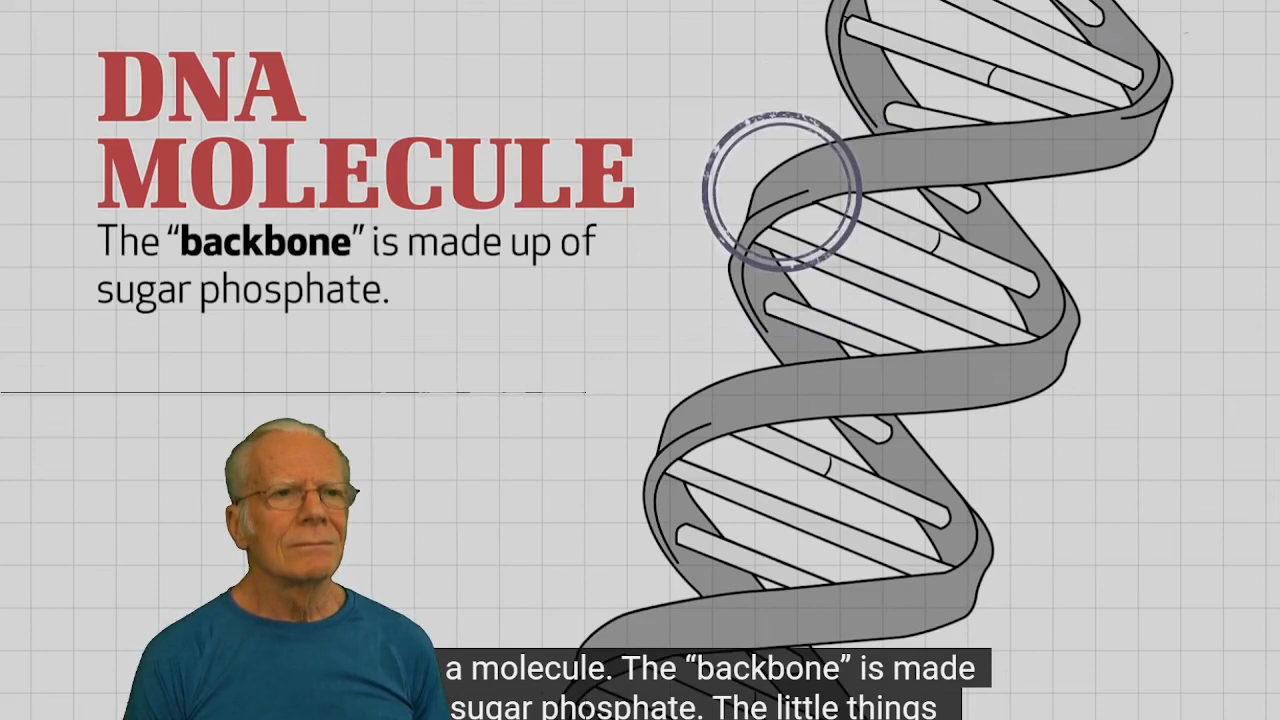 DNA
MOLECULE
The “backbone” is made up of
sugar phosphate.
a molecule. The “backbone” is made
sugar phosphate. The little things